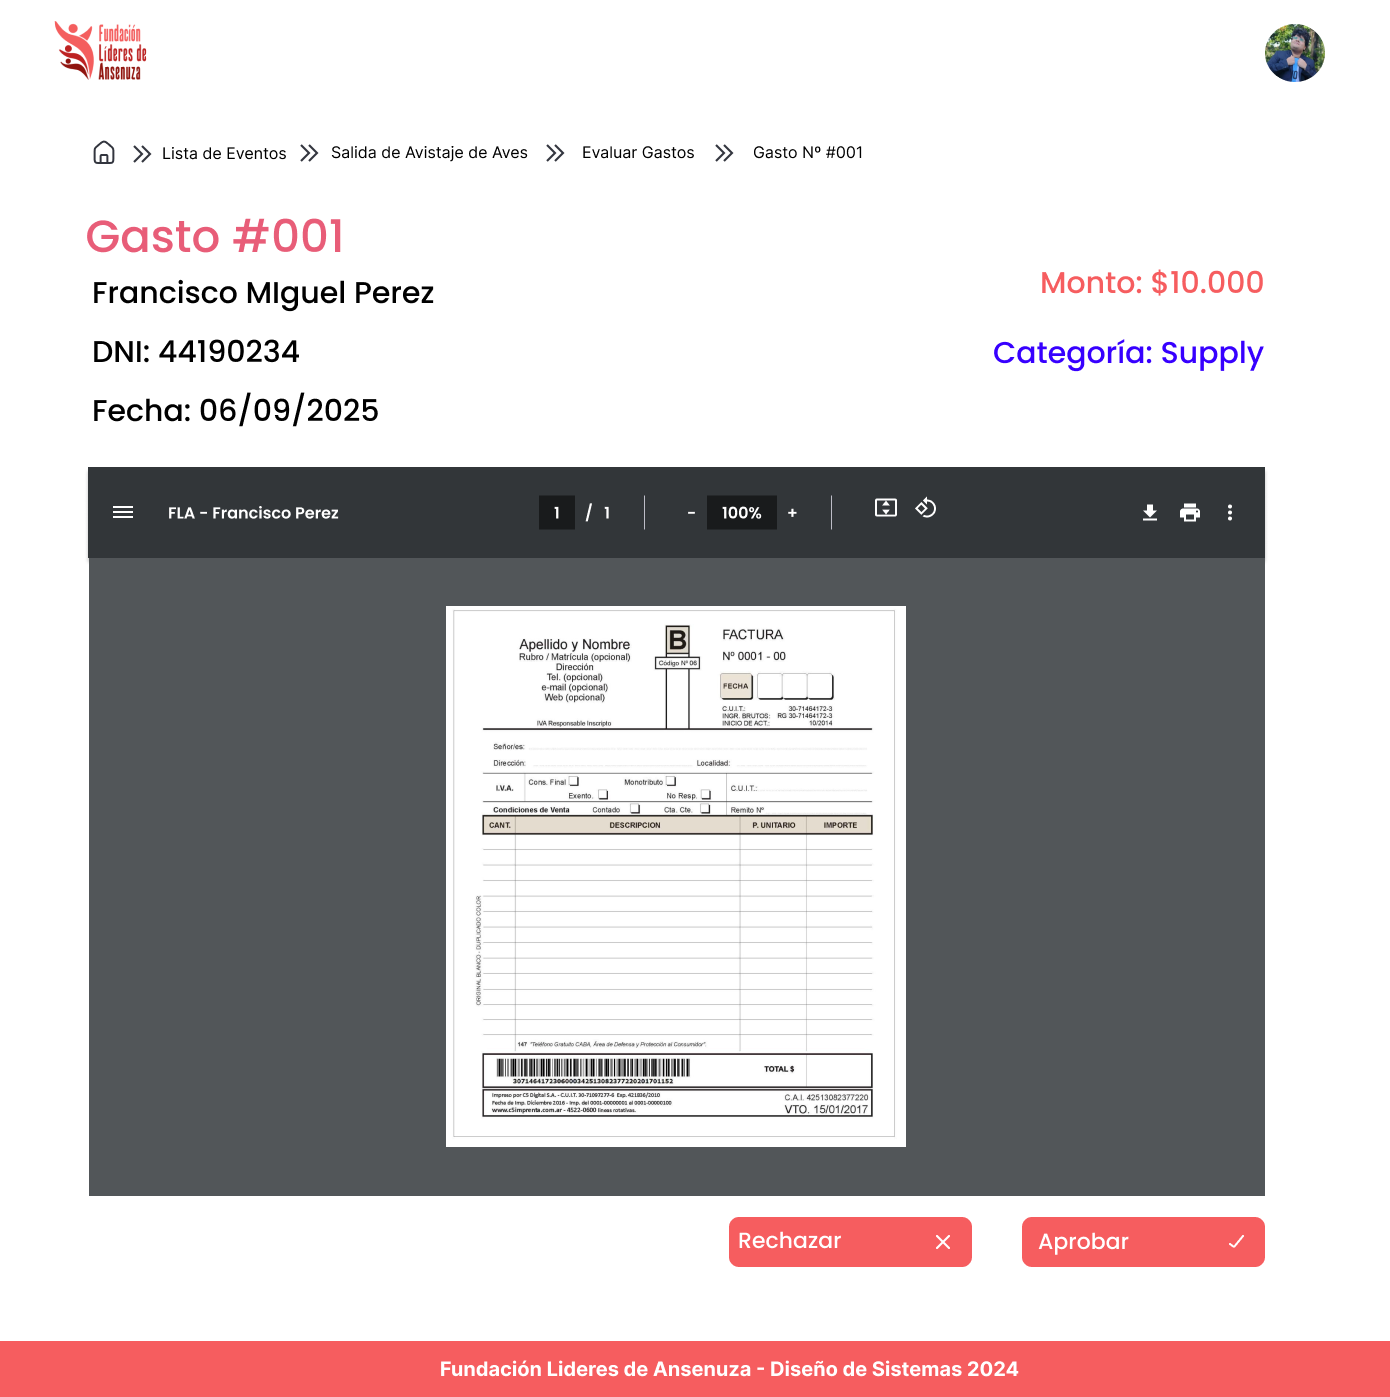 Fundación
Líderes de
Ansenuza
Lista de Eventos
Salida de Avistaje de Aves
Evaluar Gastos
Gasto Nº #001
Gasto #001
Francisco MIguel Perez
Monto: $10.000
DNI: 44190234
Categoría: Supply
Fecha: 06/09/2025
FLA - Francisco Perez
1 / 1
- 100% +
Apellido y Nombre
Rubro / Matrícula (opcional)
Dirección
Tel. (opcional)
e-mail (opcional)
Web (opcional)
IVA Responsable Inscripto
B
Código Nº 06
FACTURA
Nº 0001 - 00
FECHA
C.U.I.T.: 30-71464172-3
INGR. BRUTOS: RG 30-71464172-3
INICIO DE ACT.: 10/2014
Señor/es:
Dirección: Localidad:
I.V.A. Cons. Final Monotributo
Exento. No Resp. C.U.I.T.:
Condiciones de Venta Contado Cta. Cte. Remito Nº
CANT. DESCRIPCION P. UNITARIO IMPORTE
ORIGINAL BLANCO - DUPLICADO COLOR
147 "Teléfono Gratuito CABA, Área de Defensa y Protección al Consumidor".
TOTAL $
30714641723060003425130823772202017011​52
Impreso por CS Digital S.A. - C.U.I.T. 30-71097277-6 Exp. 421836/2010
Fecha de Imp. Diciembre 2016 - Imp. del 0001-00000001 al 0001-00000100
www.c5imprenta.com.ar - 4522-0600 líneas rotativas.
C.A.I. 42513082377220
VTO. 15/01/2017
Rechazar
Aprobar
Fundación Lideres de Ansenuza - Diseño de Sistemas 2024